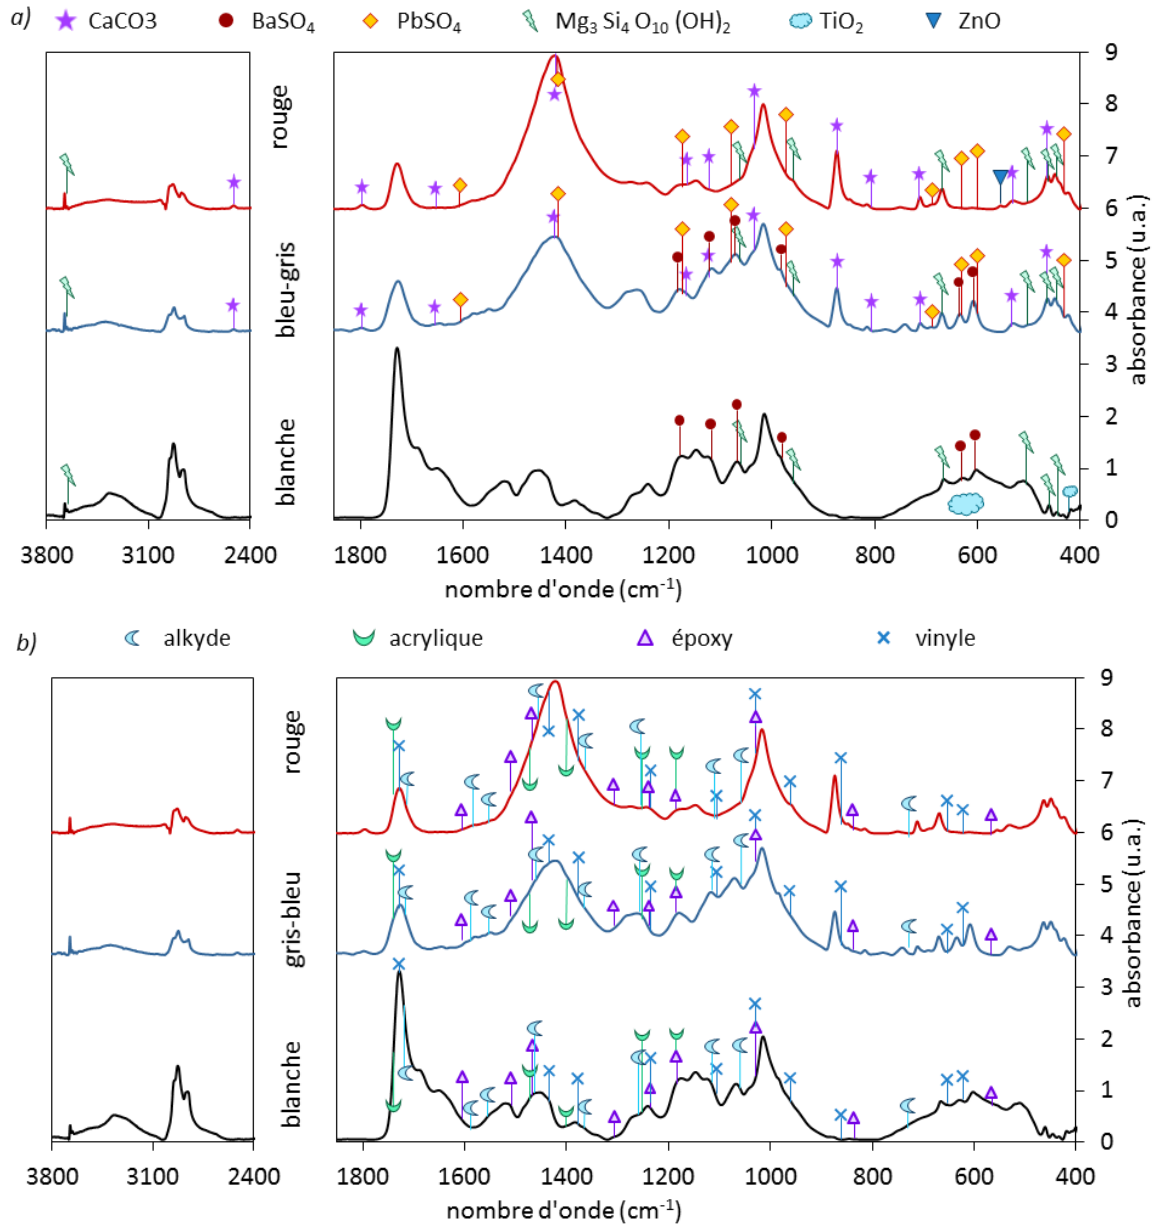 a) CaCO3 BaSO4 PbSO4 Mg3 Si4 O10 (OH)2 TiO2 ZnO
rouge
bleu-gris
blanche
9
8
7
6
5
4
3
2
1
0
absorbance (u.a.)
3800 3100 2400 1800 1600 1400 1200 1000 800 600 400
nombre d'onde (cm-1)
b) alkyde acrylique époxy vinyle
rouge
gris-bleu
blanche
9
8
7
6
5
4
3
2
1
0
absorbance (u.a.)
3800 3100 2400 1800 1600 1400 1200 1000 800 600 400
nombre d'onde (cm-1)